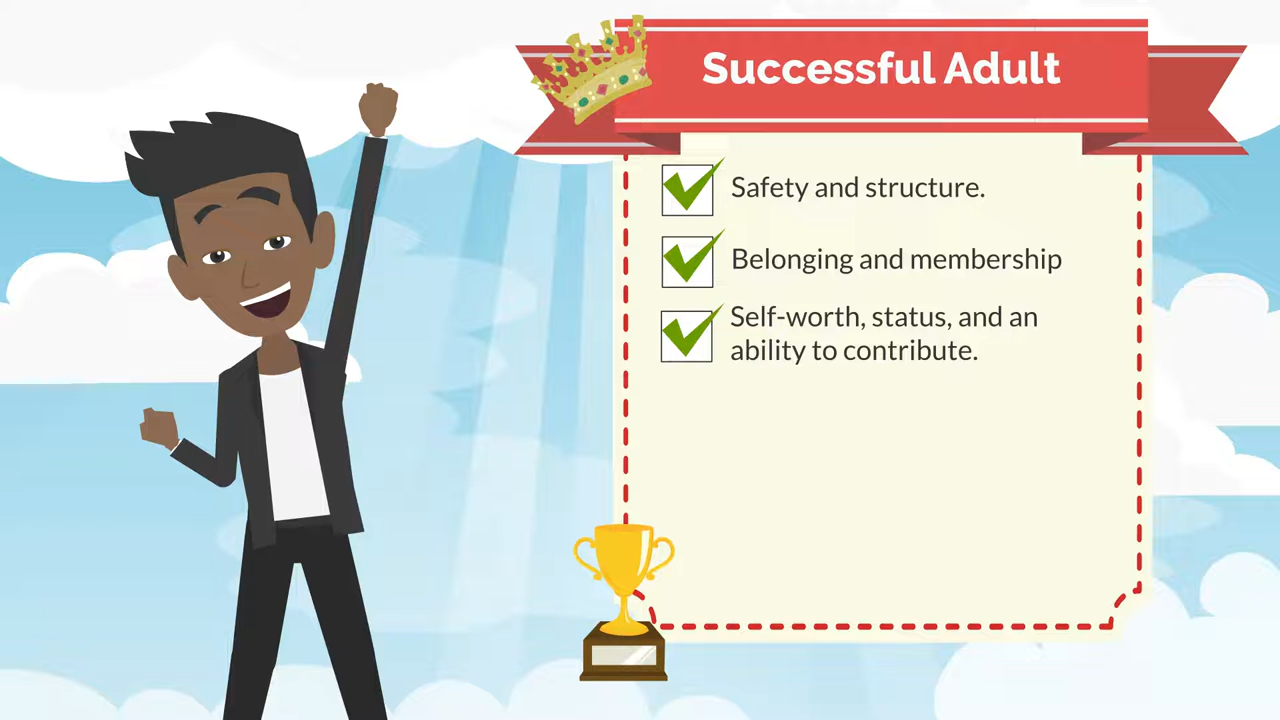 Successful Adult
Safety and structure.
Belonging and membership
Self-worth, status, and an
ability to contribute.